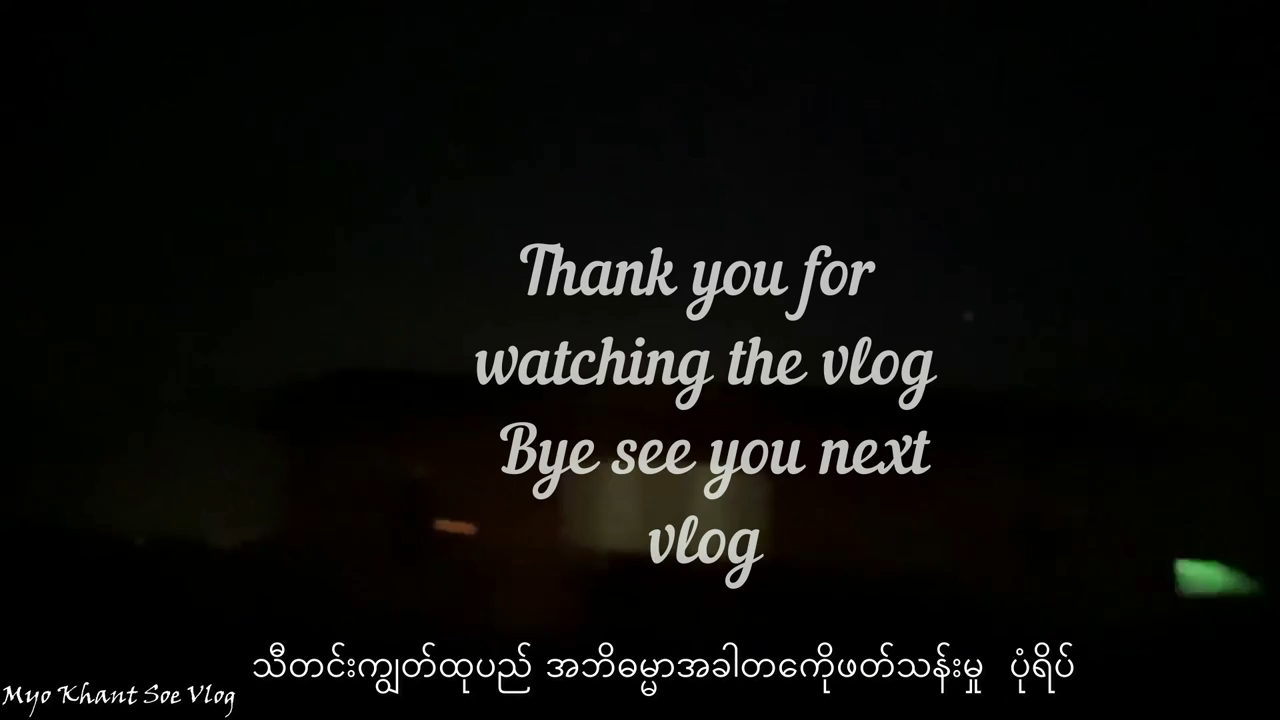 Thank you for
watching the vlog
Bye see you next
vlog
သီတင်းကျွတ်ထုပြည် အဘိဓမ္မာအခါတကေိုဖတ်သန်းမှု ပုံရိပ်
Myo Khant Soe Vlog